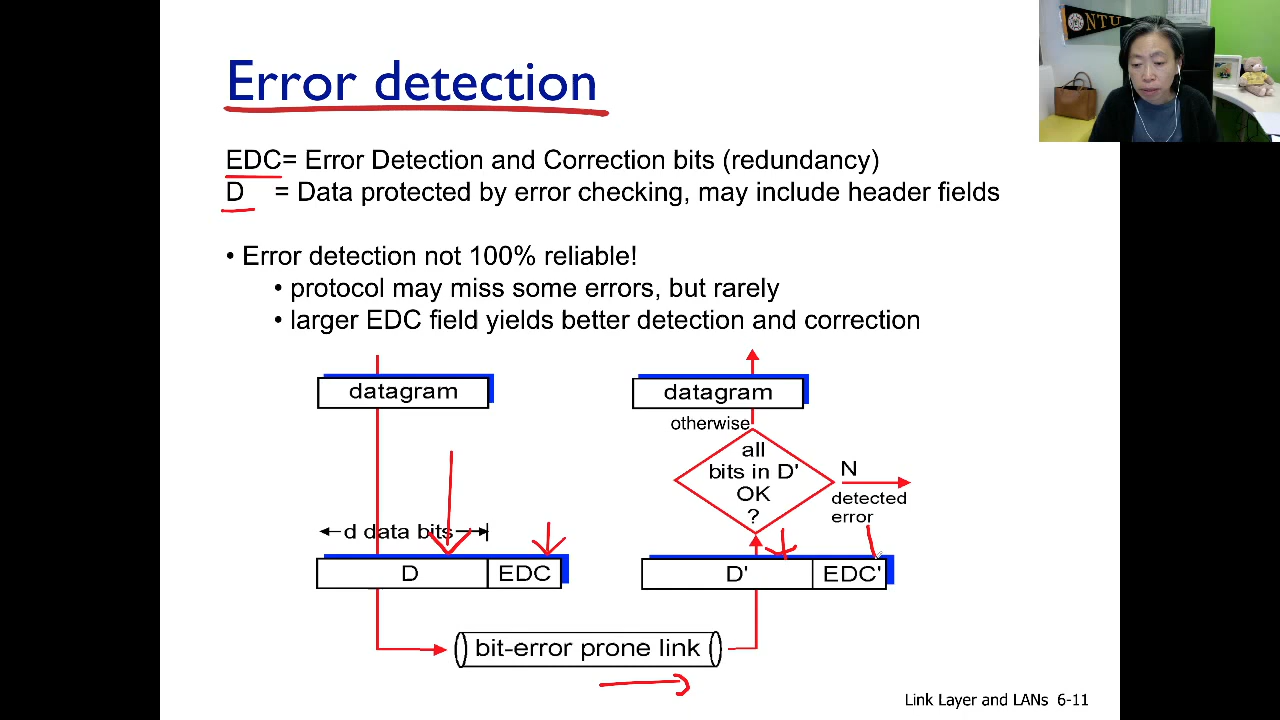 NTU
Error detection
EDC= Error Detection and Correction bits (redundancy)
D = Data protected by error checking, may include header fields
• Error detection not 100% reliable!
• protocol may miss some errors, but rarely
• larger EDC field yields better detection and correction
datagram
datagram
otherwise
all
bits in D'
OK
?
N
detected
error
d data bits
D
EDC
D'
EDC'
bit-error prone link
Link Layer and LANs 6-11